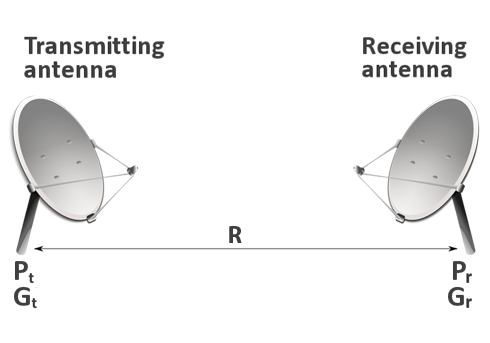 Transmitting
antenna
Receiving
antenna
R
Pt
Gt
Pr
Gr